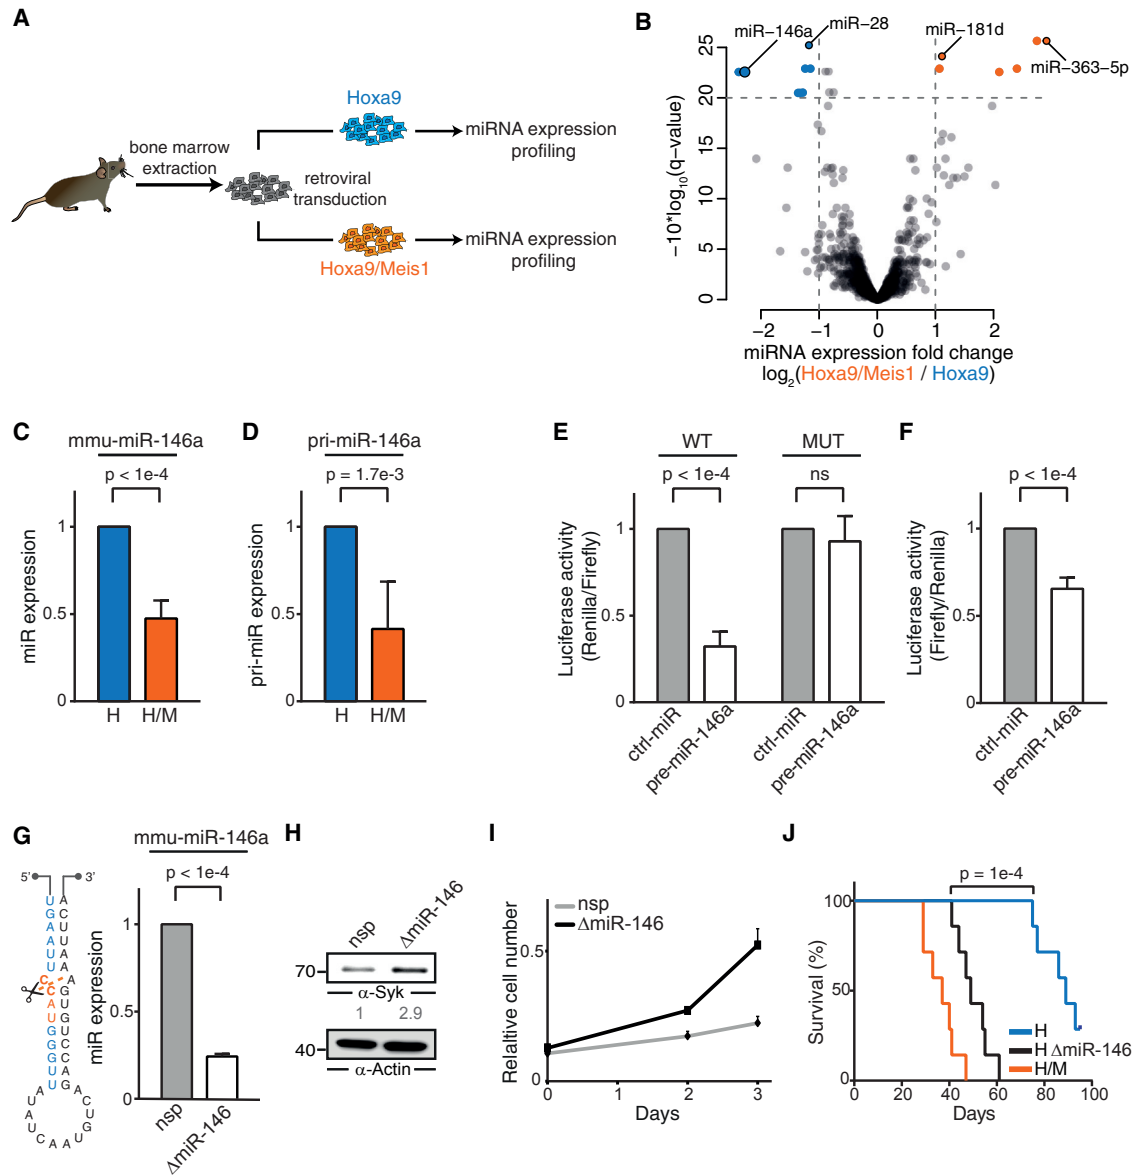 A
bone marrow
extraction
Hoxa9
miRNA expression
profiling
retroviral
transduction
Hoxa9/Meis1
miRNA expression
profiling
B
miR−146a
miR−28
miR−181d
miR−363−5p
−10*log10(q−value)
25
20
15
10
5
0
−2
−1
0
1
2
miRNA expression fold change
log2(Hoxa9/Meis1 / Hoxa9)
C
mmu-miR-146a
p < 1e-4
miR expression
1
0.5
0
H
H/M
D
pri-miR-146a
p = 1.7e-3
pri-miR expression
1
0.5
0
H
H/M
E
WT
MUT
p < 1e-4
ns
Luciferase activity
(Renilla/Firefly)
1
0.5
0
ctrl-miR
pre-miR-146a
ctrl-miR
pre-miR-146a
F
p < 1e-4
Luciferase activity
(Firefly/Renilla)
1
0.5
0
ctrl-miR
pre-miR-146a
G
5'
3'
U G A A U U C C A U G G G U U
A U A U C A A U G U C
A C U U A A A G U G U C C C A G A
mmu-miR-146a
p < 1e-4
miR expression
1
0.5
0
nsp
ΔmiR-146
H
nsp
ΔmiR-146
70
α-Syk
1
2.9
40
α-Actin
I
nsp
ΔmiR-146
Relaltive cell number
0.5
0
0
1
2
3
Days
J
p = 1e-4
Survival (%)
100
50
0
H
H ΔmiR-146
H/M
0
20
40
60
80
100
Days